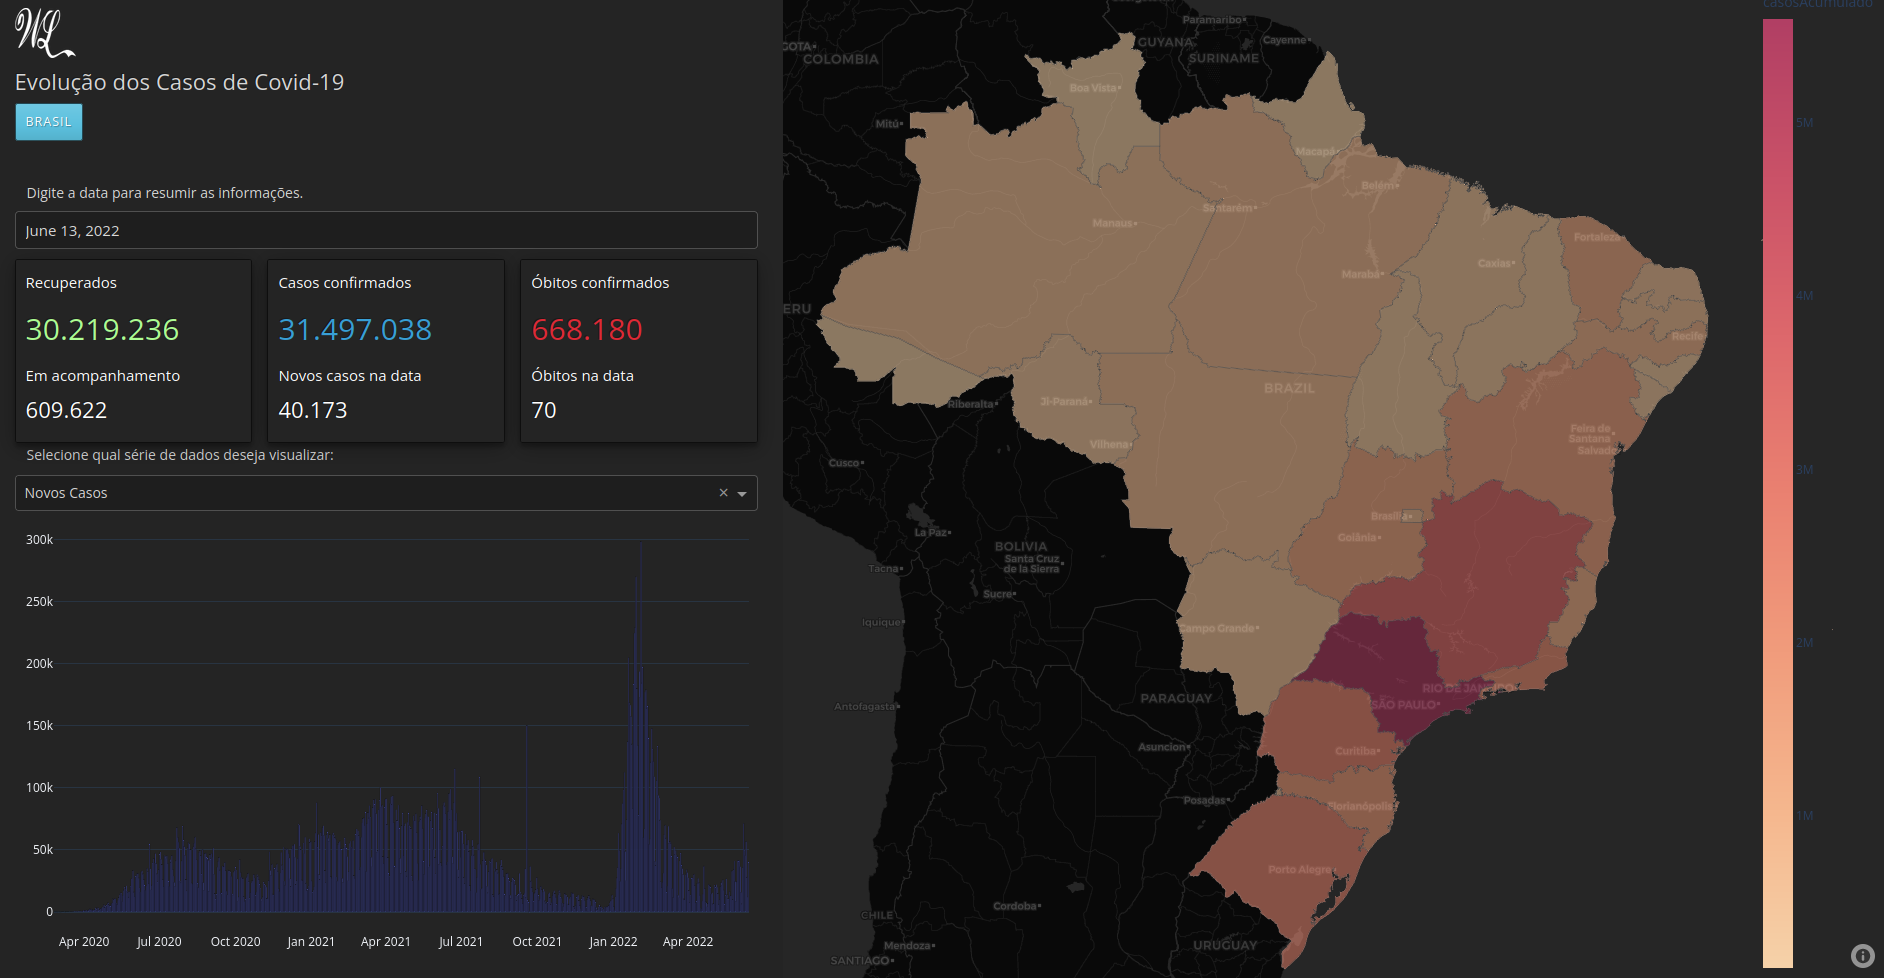 WL
Evolução dos Casos de Covid-19
BRASIL
Digite a data para resumir as informações.
June 13, 2022
Recuperados
30.219.236
Em acompanhamento
609.622
Casos confirmados
31.497.038
Novos casos na data
40.173
Óbitos confirmados
668.180
Óbitos na data
70
Selecione qual série de dados deseja visualizar:
Novos Casos
300k
250k
200k
150k
100k
50k
0
Apr 2020
Jul 2020
Oct 2020
Jan 2021
Apr 2021
Jul 2021
Oct 2021
Jan 2022
Apr 2022
Paramaribo
GUYANA
Cayenne
GOTA
COLOMBIA
SURINAME
Boa Vista
Mitú
Macapá
Belém
Santarém
Manaus
Fortaleza
Caxias
Marabá
ERU
Recife
BRAZIL
Riberalta
Ji-Paraná
Feira de
Santana
Salvado
Vilhena
Cusco
Brasília
La Paz
Goiânia
BOLIVIA
Santa Cruz
de la Sierra
Tacna
Sucre
Iquique
Campo Grande
RIO DE JANEIRO
PARAGUAY
SÃO PAULO
Antofagasta
Asuncion
Curitiba
Posadas
Florianópolis
Porto Alegre
Cordoba
CHILE
Mendoza
URUGUAY
SANTIAGO
casosAcumulado
5M
4M
3M
2M
1M